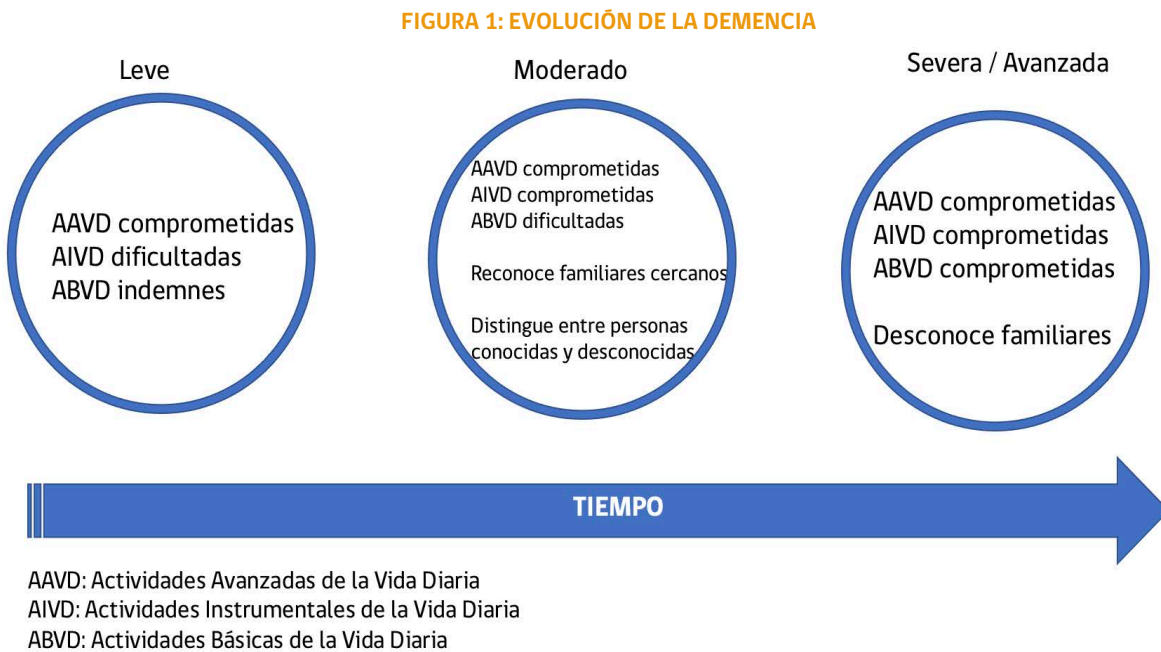 FIGURA 1: EVOLUCIÓN DE LA DEMENCIA
Leve
AAVD comprometidas
AIVD dificultadas
ABVD indemnes
Moderado
AAVD comprometidas
AIVD comprometidas
ABVD dificultadas
Reconoce familiares cercanos
Distingue entre personas
conocidas y desconocidas
Severa / Avanzada
AAVD comprometidas
AIVD comprometidas
ABVD comprometidas
Desconoce familiares
TIEMPO
AAVD: Actividades Avanzadas de la Vida Diaria
AIVD: Actividades Instrumentales de la Vida Diaria
ABVD: Actividades Básicas de la Vida Diaria